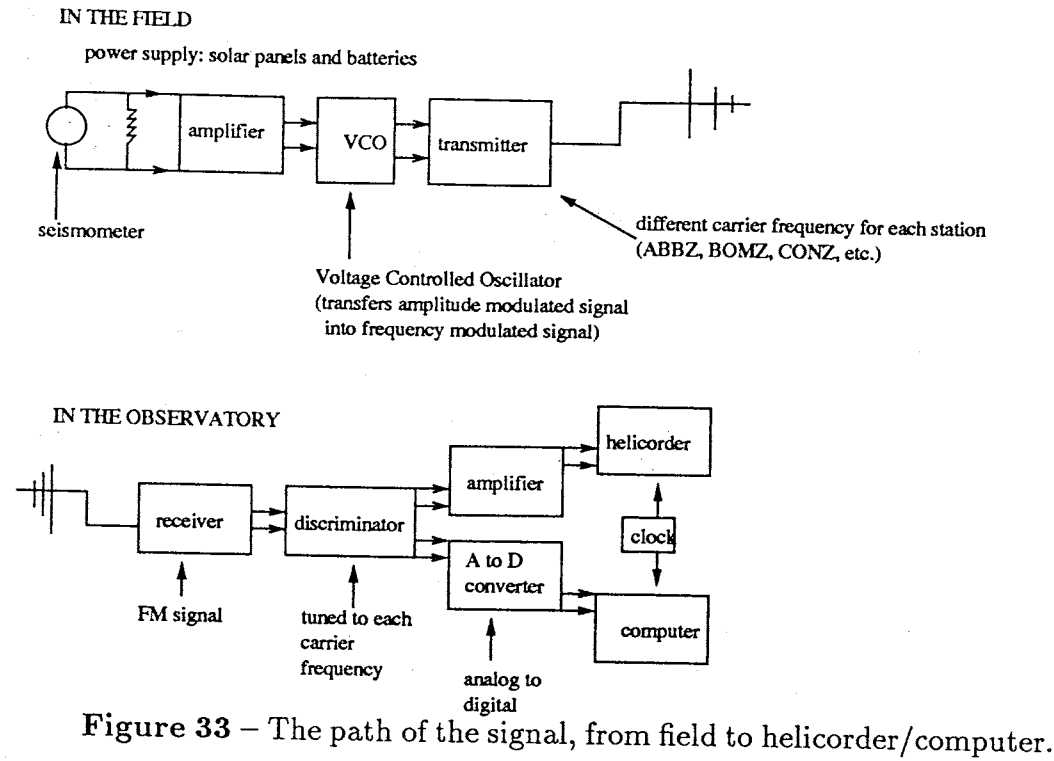 IN THE FIELD
power supply: solar panels and batteries
amplifier
VCO
transmitter
seismometer
different carrier frequency for each station
(ABBZ, BOMZ, CONZ, etc.)
Voltage Controlled Oscillator
(transfers amplitude modulated signal
into frequency modulated signal)
IN THE OBSERVATORY
helicorder
amplifier
receiver
discriminator
clock
A to D
converter
computer
FM signal
tuned to each
carrier
frequency
analog to
digital
Figure 33 – The path of the signal, from field to helicorder/computer.